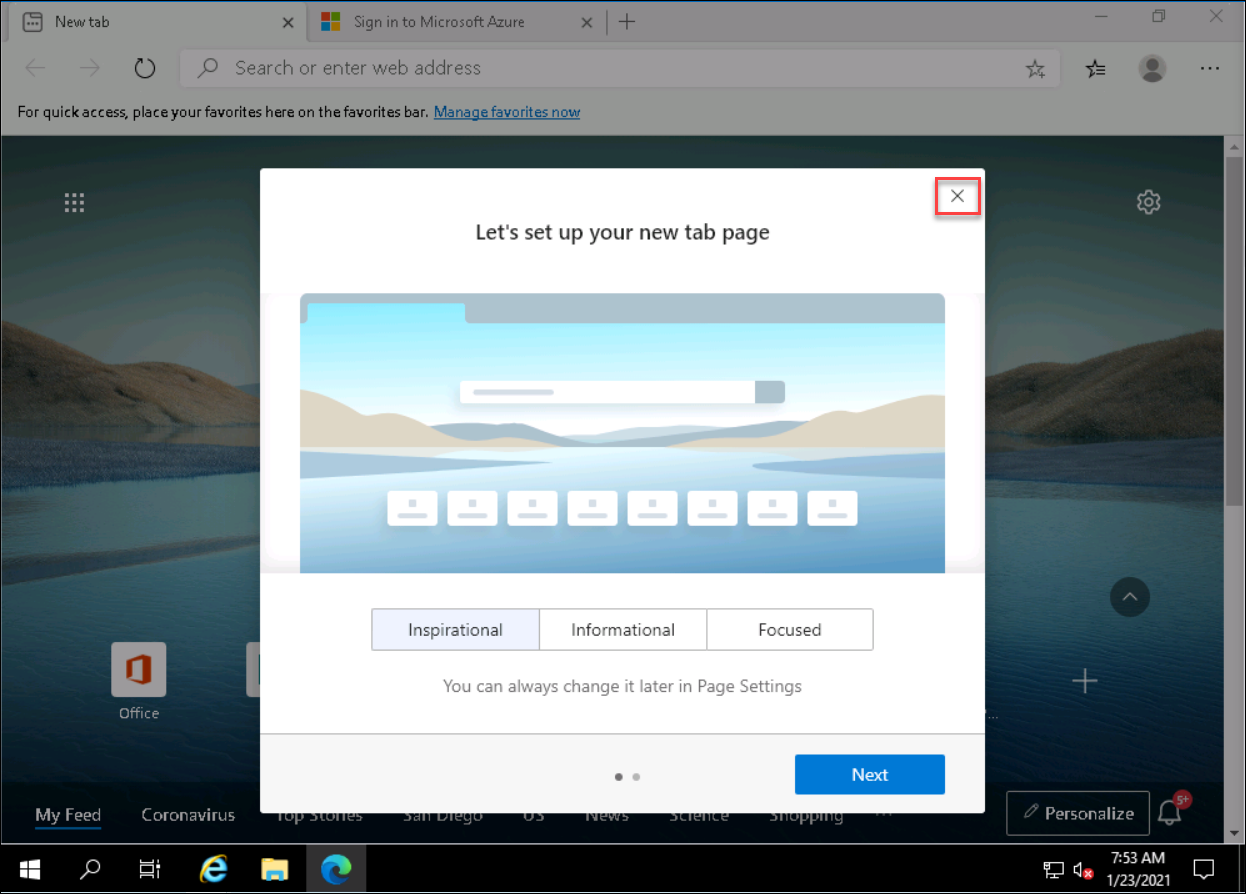 New tab
Sign in to Microsoft Azure
Search or enter web address
For quick access, place your favorites here on the favorites bar. Manage favorites now
Let's set up your new tab page
Inspirational
Informational
Focused
You can always change it later in Page Settings
Office
...
Next
My Feed
Coronavirus
Top Stories
San Diego
US
News
Science
Shopping
...
Personalize
5+
7:53 AM
1/23/2021